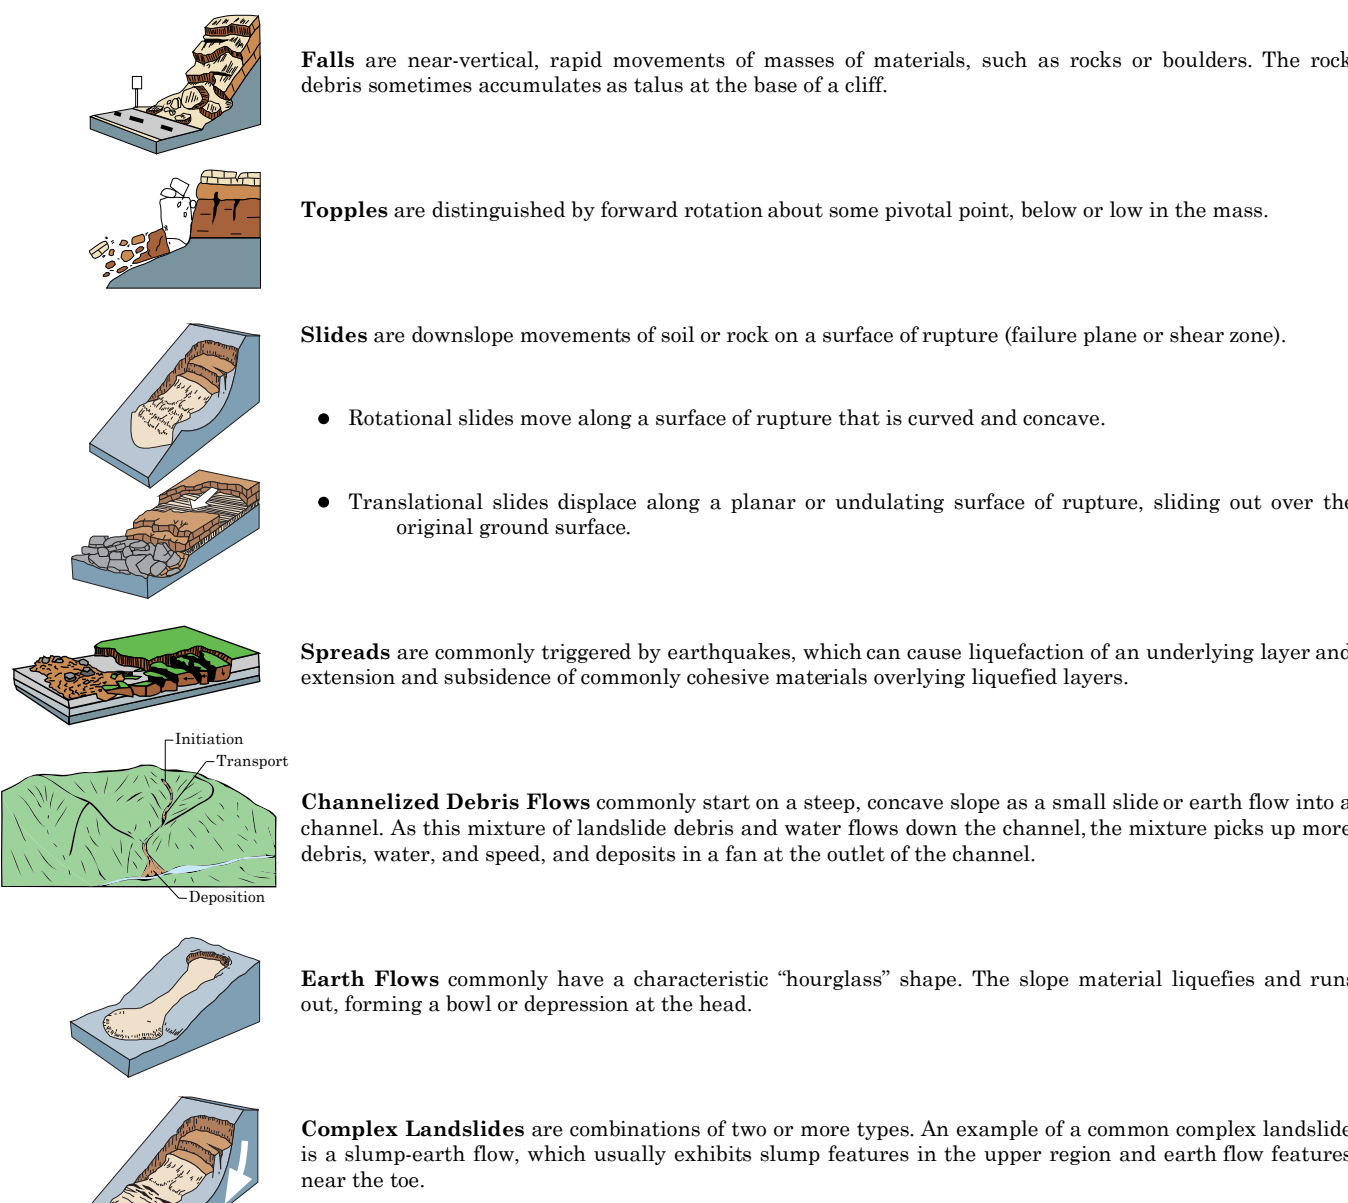 Falls are near-vertical, rapid movements of masses of materials, such as rocks or boulders. The rock
debris sometimes accumulates as talus at the base of a cliff.
Topples are distinguished by forward rotation about some pivotal point, below or low in the mass.
Slides are downslope movements of soil or rock on a surface of rupture (failure plane or shear zone).
● Rotational slides move along a surface of rupture that is curved and concave.
● Translational slides displace along a planar or undulating surface of rupture, sliding out over the
original ground surface.
Spreads are commonly triggered by earthquakes, which can cause liquefaction of an underlying layer and
extension and subsidence of commonly cohesive materials overlying liquefied layers.
Initiation
Transport
Channelized Debris Flows commonly start on a steep, concave slope as a small slide or earth flow into a
channel. As this mixture of landslide debris and water flows down the channel, the mixture picks up more
debris, water, and speed, and deposits in a fan at the outlet of the channel.
Deposition
Earth Flows commonly have a characteristic “hourglass” shape. The slope material liquefies and runs
out, forming a bowl or depression at the head.
Complex Landslides are combinations of two or more types. An example of a common complex landslide
is a slump-earth flow, which usually exhibits slump features in the upper region and earth flow features
near the toe.